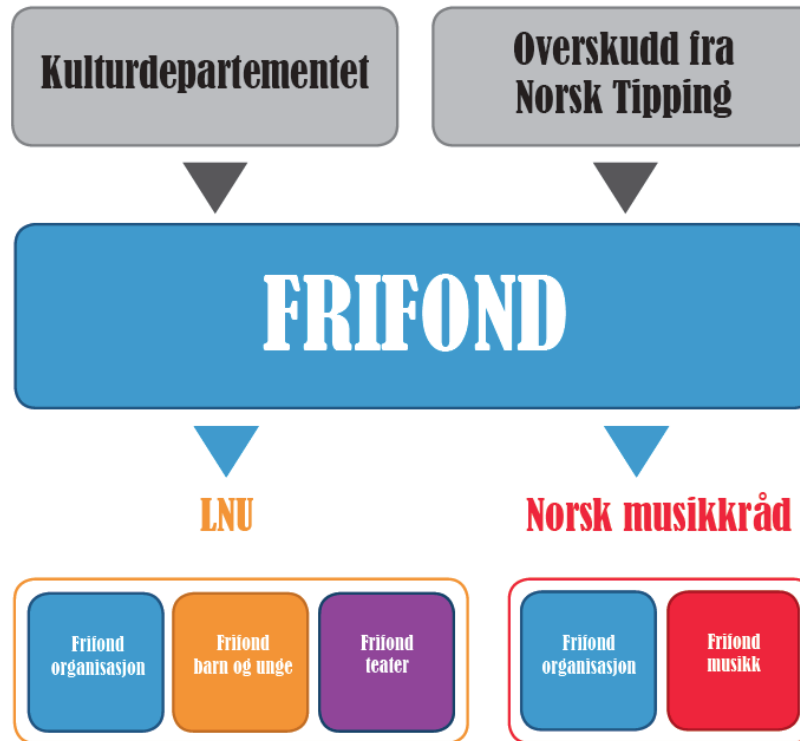 Kulturdepartementet
Overskudd fra
Norsk Tipping
FRIFOND
LNU
Norsk musikkråd
Frifond
organisasjon
Frifond
barn og unge
Frifond
teater
Frifond
organisasjon
Frifond
musikk